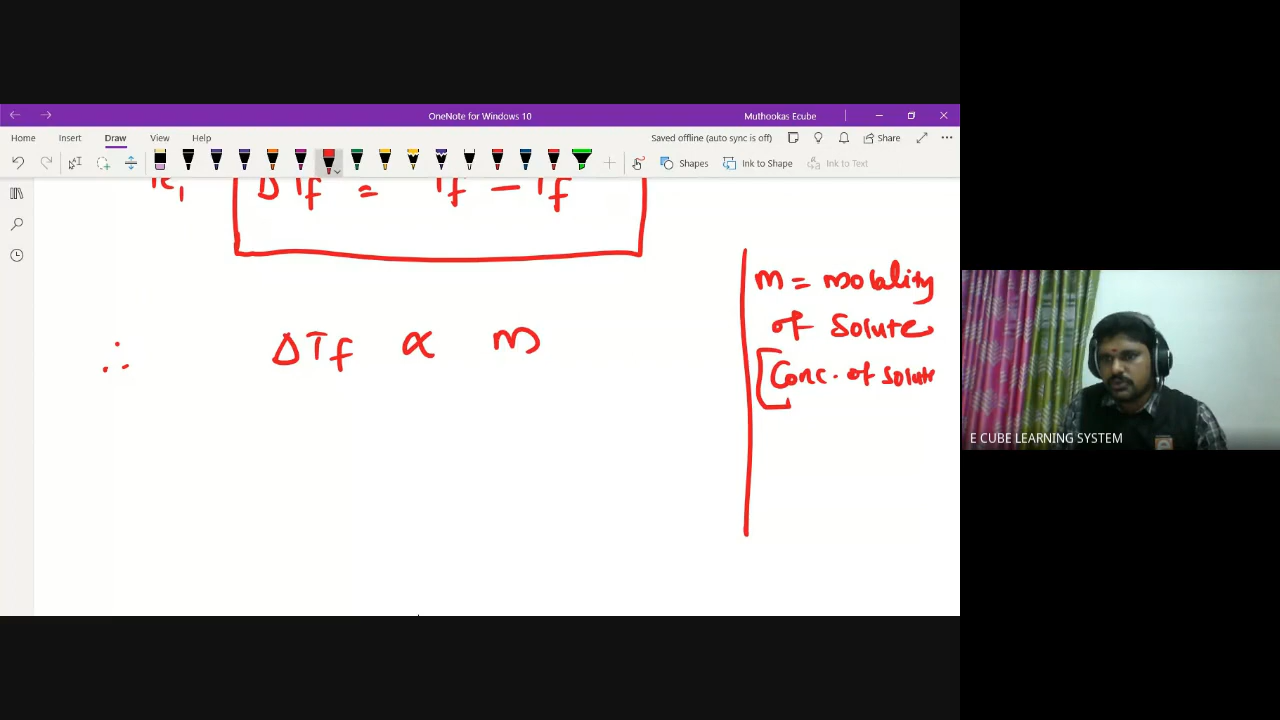 OneNote for Windows 10
Muthookas Ecube
Home Insert Draw View Help
Saved offline (auto sync is off)
Share
Shapes
Ink to Shape
Ink to Text
ΔTf = Tf − Tf
m = molality
of solute
[Conc. of solute
∴ ΔTf ∝ m
E CUBE LEARNING SYSTEM